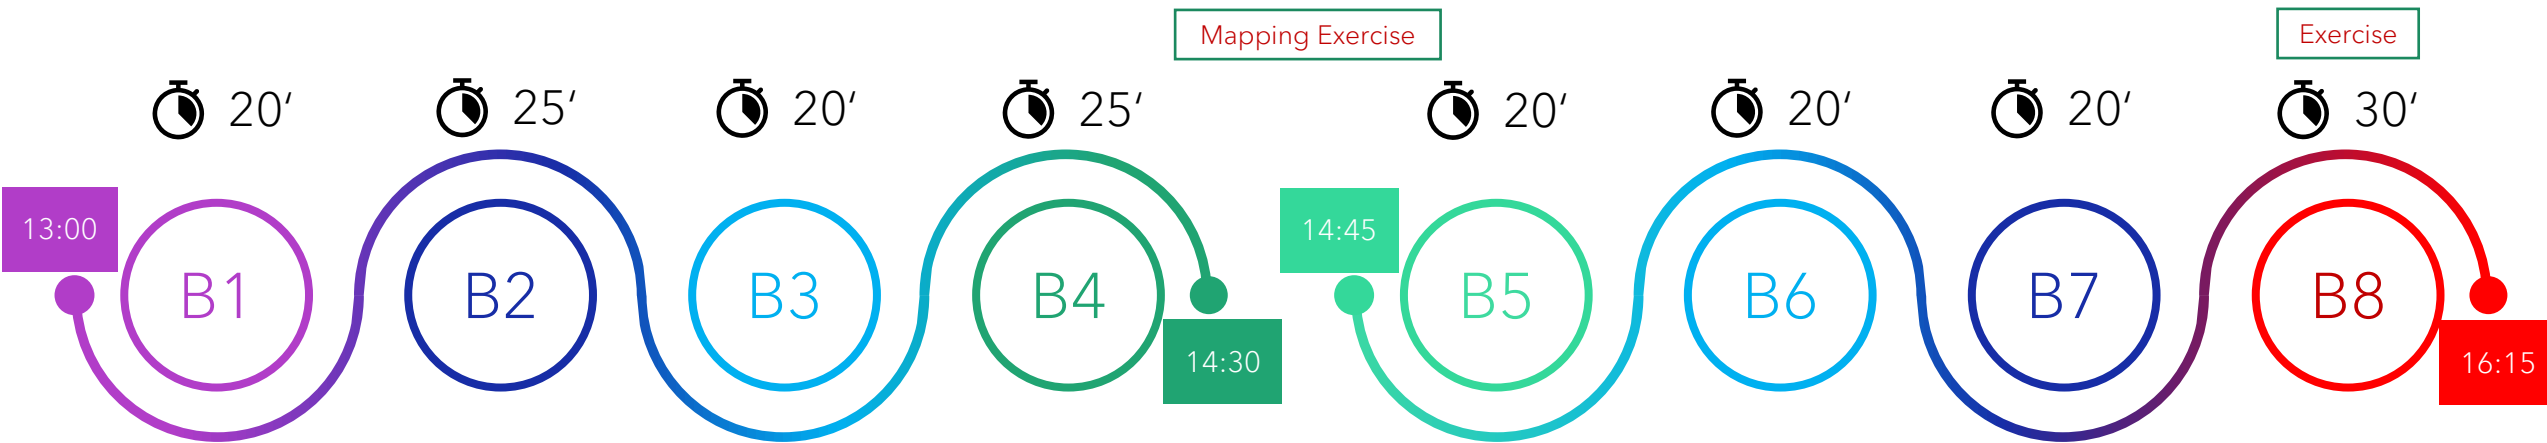 Mapping Exercise
Exercise
20′
25′
20′
25′
20′
20′
20′
30′
13:00
14:45
B1
B2
B3
B4
B5
B6
B7
B8
14:30
16:15